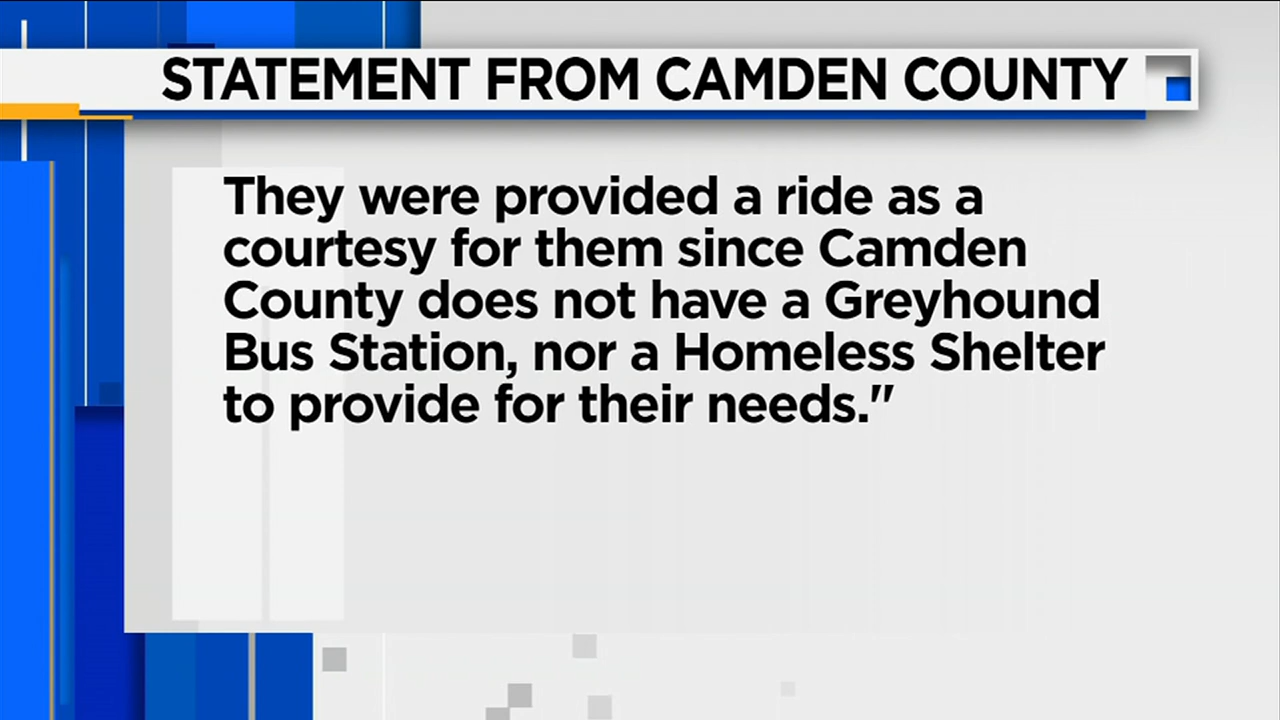 STATEMENT FROM CAMDEN COUNTY
They were provided a ride as a
courtesy for them since Camden
County does not have a Greyhound
Bus Station, nor a Homeless Shelter
to provide for their needs."